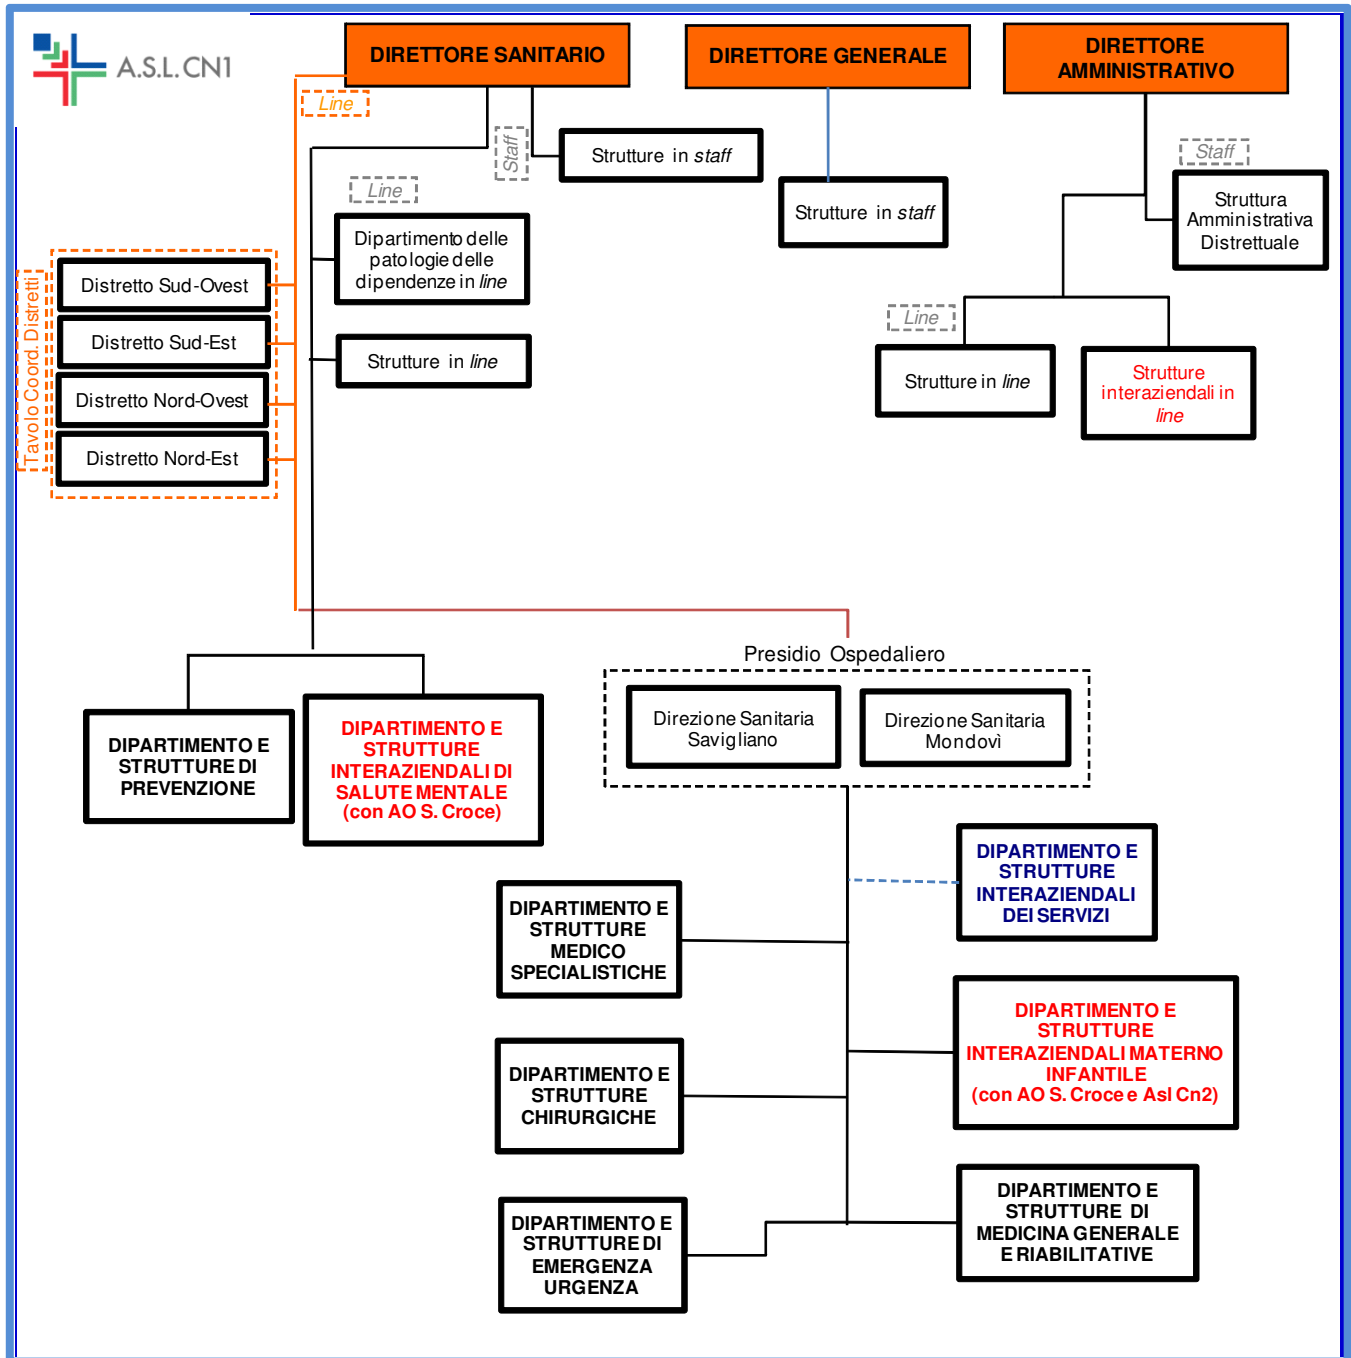 A.S.L. CN1
DIRETTORE SANITARIO
DIRETTORE GENERALE
DIRETTORE
AMMINISTRATIVO
Line
Staff
Strutture in staff
Line
Dipartimento delle
patologie delle
dipendenze in line
Strutture in line
Strutture in staff
Staff
Struttura
Amministrativa
Distrettuale
Line
Strutture in line
Strutture
interaziendali in
line
Tavolo Coord. Distretti
Distretto Sud-Ovest
Distretto Sud-Est
Distretto Nord-Ovest
Distretto Nord-Est
Presidio Ospedaliero
Direzione Sanitaria
Savigliano
Direzione Sanitaria
Mondovì
DIPARTIMENTO E
STRUTTURE DI
PREVENZIONE
DIPARTIMENTO E
STRUTTURE
INTERAZIENDALI DI
SALUTE MENTALE
(con AO S. Croce)
DIPARTIMENTO E
STRUTTURE
INTERAZIENDALI
DEI SERVIZI
DIPARTIMENTO E
STRUTTURE
MEDICO
SPECIALISTICHE
DIPARTIMENTO E
STRUTTURE
INTERAZIENDALI MATERNO
INFANTILE
(con AO S. Croce e Asl Cn2)
DIPARTIMENTO E
STRUTTURE
CHIRURGICHE
DIPARTIMENTO E
STRUTTURE DI
MEDICINA GENERALE
E RIABILITATIVE
DIPARTIMENTO E
STRUTTURE DI
EMERGENZA
URGENZA